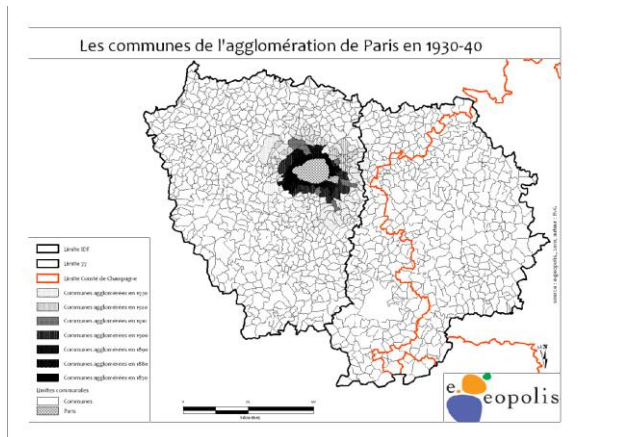 Les communes de l'agglomération de Paris en 1930-40
Limite IDF
Limite 77
Limite Comté de Champagne
Communes agglomérées en 1930
Communes agglomérées en 1920
Communes agglomérées en 1910
Communes agglomérées en 1900
Communes agglomérées en 1890
Communes agglomérées en 1880
Communes agglomérées en 1870
Limites communales
Communes
Paris
e.
eopolis